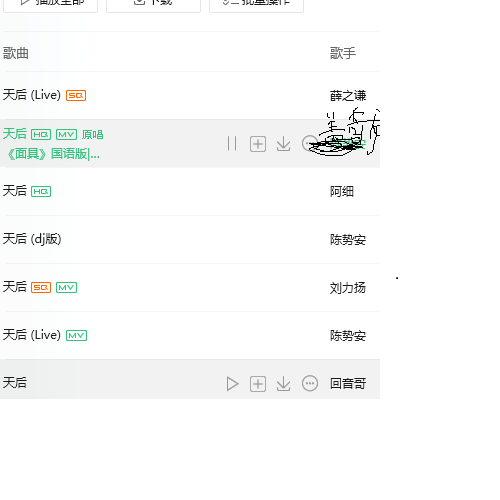 播放全部 下载 批量操作
歌曲 歌手
天后 (Live) SQ 薛之谦
天后 HQ MV 原唱
《面具》国语版|...
天后 HQ 阿细
天后 (dj版) 陈势安
天后 SQ MV 刘力扬
天后 (Live) MV 陈势安
天后 回音哥